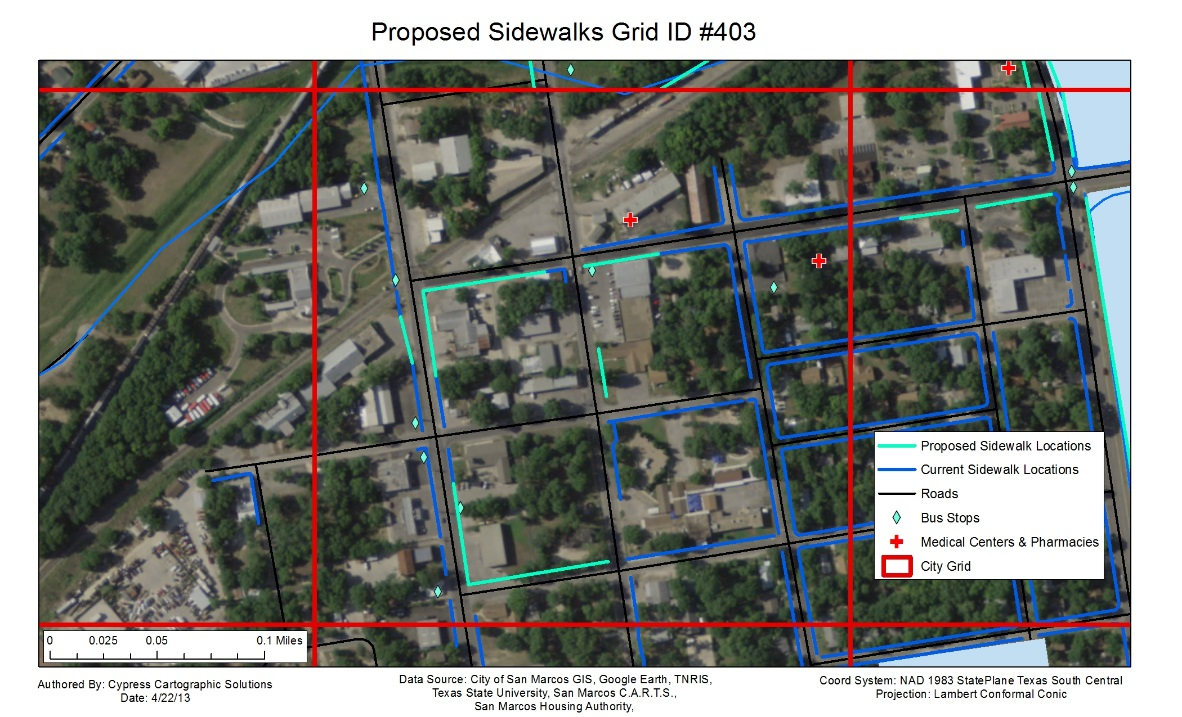 Proposed Sidewalks Grid ID #403
Proposed Sidewalk Locations
Current Sidewalk Locations
Roads
Bus Stops
Medical Centers & Pharmacies
City Grid
0 0.025 0.05 0.1 Miles
Authored By: Cypress Cartographic Solutions
Date: 4/22/13
Data Source: City of San Marcos GIS, Google Earth, TNRIS,
Texas State University, San Marcos C.A.R.T.S.,
San Marcos Housing Authority,
Coord System: NAD 1983 StatePlane Texas South Central
Projection: Lambert Conformal Conic